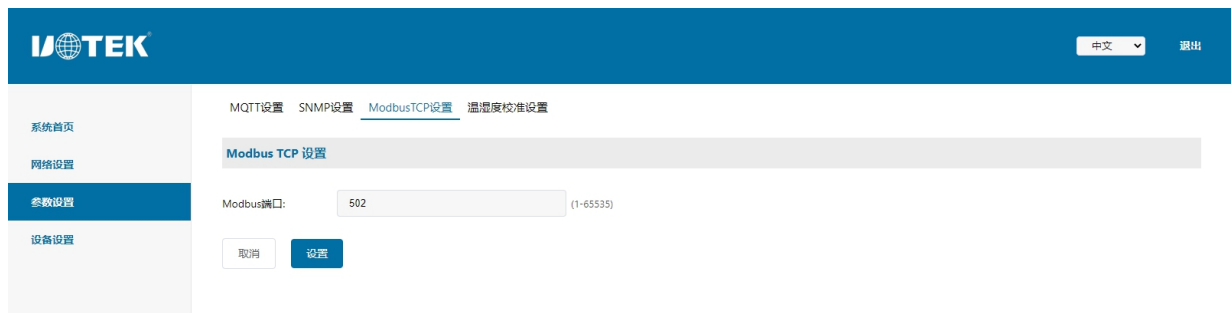 UTEK
中文
退出
MQTT设置 SNMP设置 ModbusTCP设置 温湿度校准设置
系统首页
网络设置
参数设置
设备设置
Modbus TCP 设置
Modbus端口: 502 (1-65535)
取消 设置